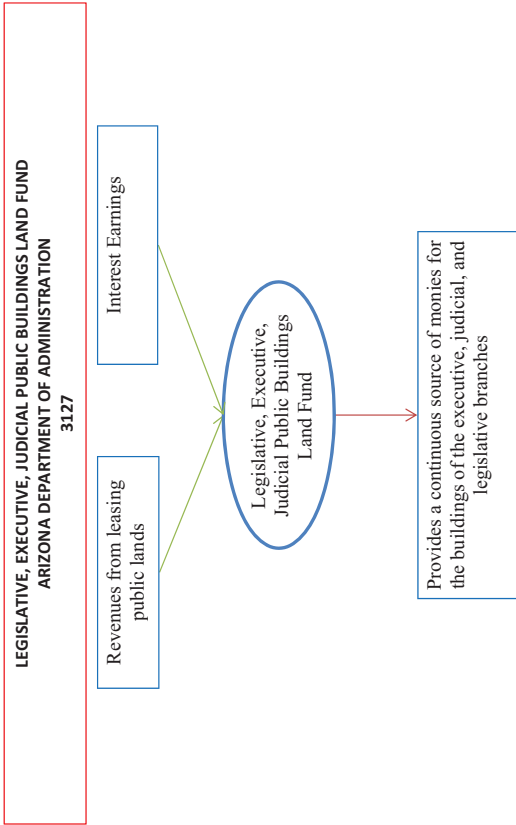 LEGISLATIVE, EXECUTIVE, JUDICIAL PUBLIC BUILDINGS LAND FUND
ARIZONA DEPARTMENT OF ADMINISTRATION
3127
Revenues from leasing
public lands
Interest Earnings
Legislative, Executive,
Judicial Public Buildings
Land Fund
Provides a continuous source of monies for
the buildings of the executive, judicial, and
legislative branches